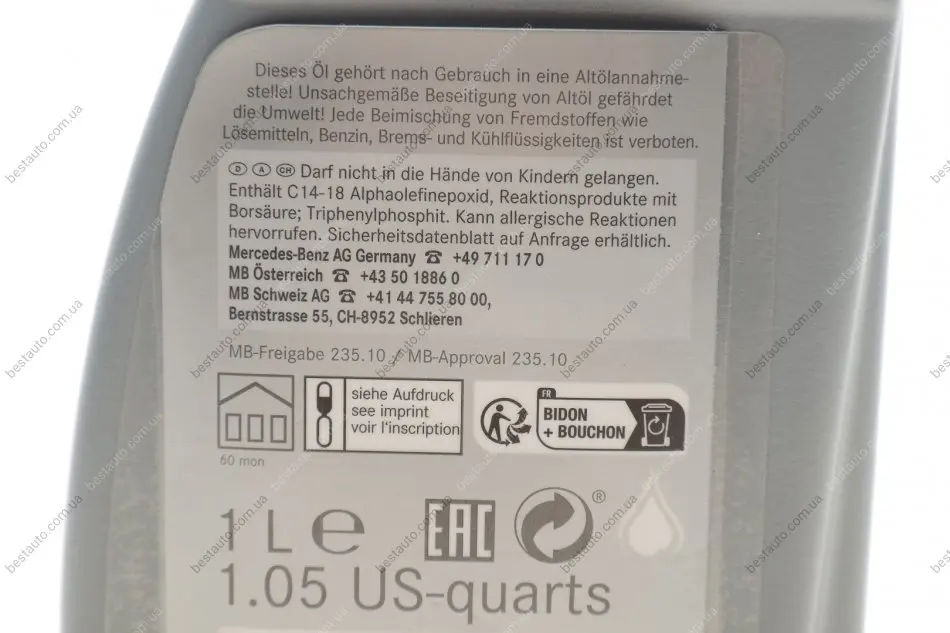 Dieses Öl gehört nach Gebrauch in eine Altölannahme-
stelle! Unsachgemäße Beseitigung von Altöl gefährdet
die Umwelt! Jede Beimischung von Fremdstoffen wie
Lösemitteln, Benzin, Brems- und Kühlflüssigkeiten ist verboten.
D A CH Darf nicht in die Hände von Kindern gelangen.
Enthält C14-18 Alphaolefinepoxid, Reaktionsprodukte mit
Borsäure; Triphenylphosphit. Kann allergische Reaktionen
hervorrufen. Sicherheitsdatenblatt auf Anfrage erhältlich.
Mercedes-Benz AG Germany ☎ +49 711 17 0
MB Österreich ☎ +43 50 1886 0
MB Schweiz AG ☎ +41 44 755 80 00,
Bernstrasse 55, CH-8952 Schlieren
MB-Freigabe 235.10 / MB-Approval 235.10
siehe Aufdruck
see imprint
voir l'inscription
FR
BIDON
+ BOUCHON
60 mon
1 L e
EAC
®
1.05 US-quarts
bestauto.com.ua